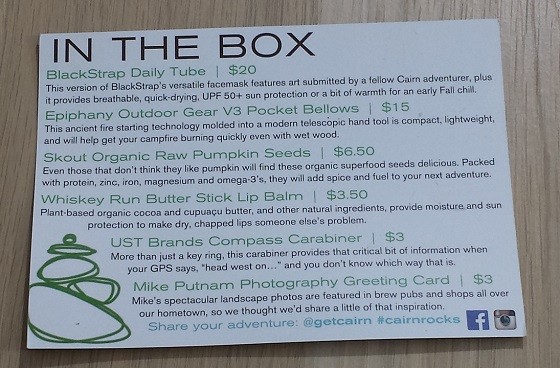 IN THE BOX
BlackStrap Daily Tube | $20
This version of BlackStrap's versatile facemask features art submitted by a fellow Cairn adventurer, plus
it provides breathable, quick-drying, UPF 50+ sun protection or a bit of warmth for an early Fall chill.
Epiphany Outdoor Gear V3 Pocket Bellows | $15
This ancient fire starting technology molded into a modern telescopic hand tool is compact, lightweight,
and will help get your campfire burning quickly even with wet wood.
Skout Organic Raw Pumpkin Seeds | $6.50
Even those that don't think they like pumpkin will find these organic superfood seeds delicious. Packed
with protein, zinc, iron, magnesium and omega-3's, they will add spice and fuel to your next adventure.
Whiskey Run Butter Stick Lip Balm | $3.50
Plant-based organic cocoa and cupuaçu butter, and other natural ingredients, provide moisture and sun
protection to make dry, chapped lips someone else's problem.
UST Brands Compass Carabiner | $3
More than just a key ring, this carabiner provides that critical bit of information when
your GPS says, "head west on..." and you don't know which way that is.
Mike Putnam Photography Greeting Card | $3
Mike's spectacular landscape photos are featured in brew pubs and shops all over
our hometown, so we thought we'd share a little of that inspiration.
Share your adventure: @getcairn #cairnrocks f